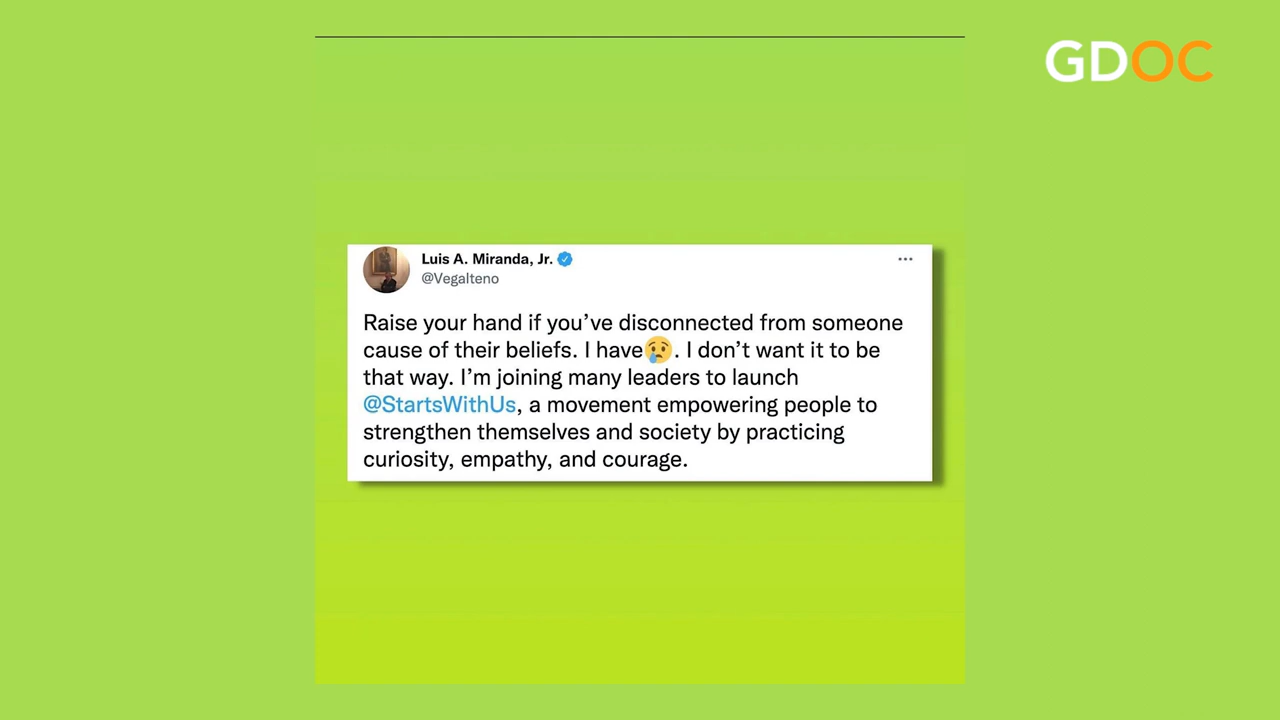 GDOC
Luis A. Miranda, Jr.
@Vegalteno
Raise your hand if you’ve disconnected from someone
cause of their beliefs. I have😢. I don’t want it to be
that way. I’m joining many leaders to launch
@StartsWithUs, a movement empowering people to
strengthen themselves and society by practicing
curiosity, empathy, and courage.